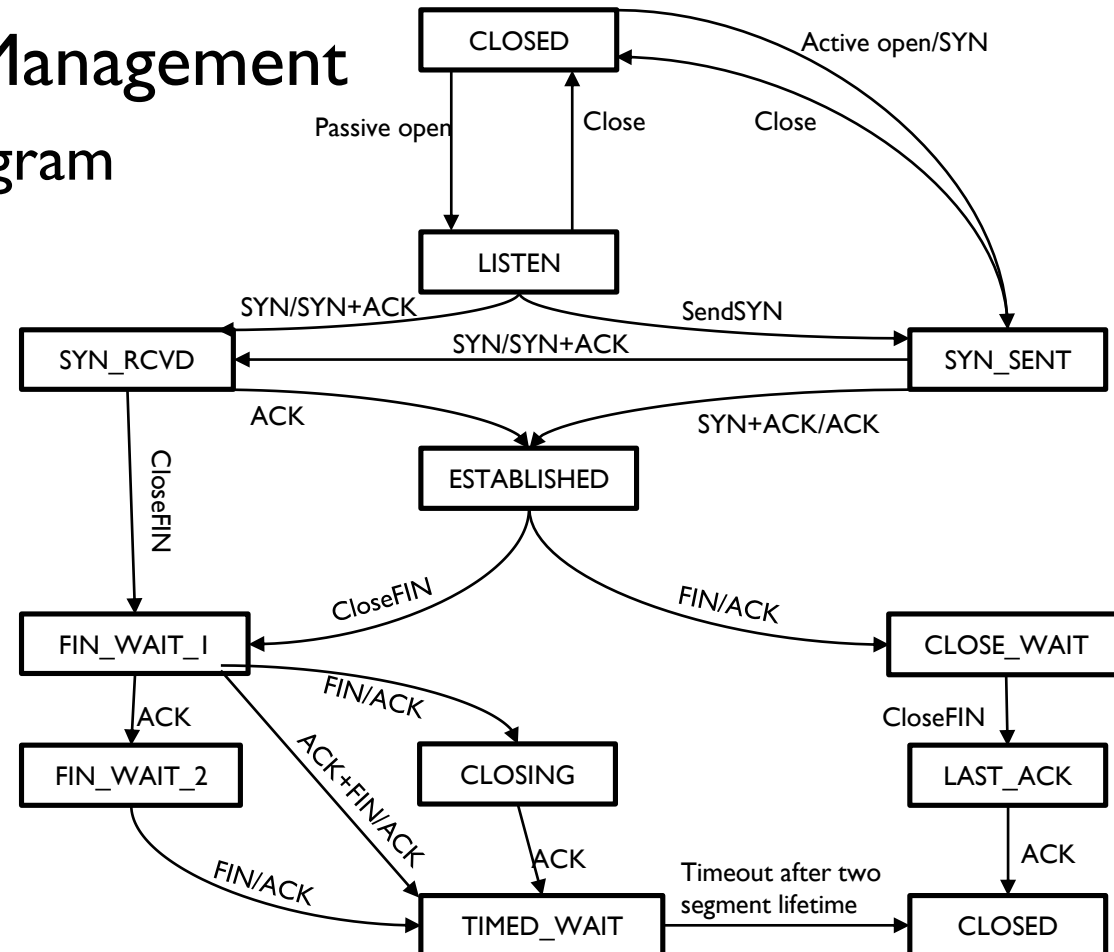 Management
gram
CLOSED
Active open/SYN
Passive open
Close
Close
LISTEN
SYN/SYN+ACK
SendSYN
SYN_RCVD
SYN/SYN+ACK
SYN_SENT
ACK
SYN+ACK/ACK
CloseFIN
ESTABLISHED
CloseFIN
FIN/ACK
FIN_WAIT_1
CLOSE_WAIT
FIN/ACK
ACK
CloseFIN
ACK+FIN/ACK
FIN_WAIT_2
CLOSING
LAST_ACK
FIN/ACK
ACK
ACK
Timeout after two
segment lifetime
TIMED_WAIT
CLOSED